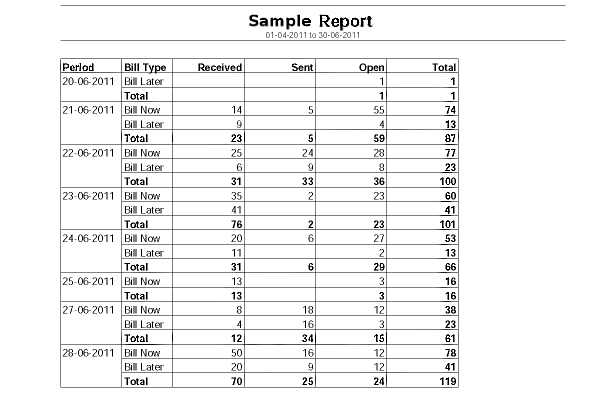 Sample Report
01-04-2011 to 30-06-2011
Period Bill Type Received Sent Open Total
20-06-2011 Bill Later 1 1
Total 1 1
21-06-2011 Bill Now 14 5 55 74
Bill Later 9 4 13
Total 23 5 59 87
22-06-2011 Bill Now 25 24 28 77
Bill Later 6 9 8 23
Total 31 33 36 100
23-06-2011 Bill Now 35 2 23 60
Bill Later 41 41
Total 76 2 23 101
24-06-2011 Bill Now 20 6 27 53
Bill Later 11 2 13
Total 31 6 29 66
25-06-2011 Bill Now 13 3 16
Total 13 3 16
27-06-2011 Bill Now 8 18 12 38
Bill Later 4 16 3 23
Total 12 34 15 61
28-06-2011 Bill Now 50 16 12 78
Bill Later 20 9 12 41
Total 70 25 24 119